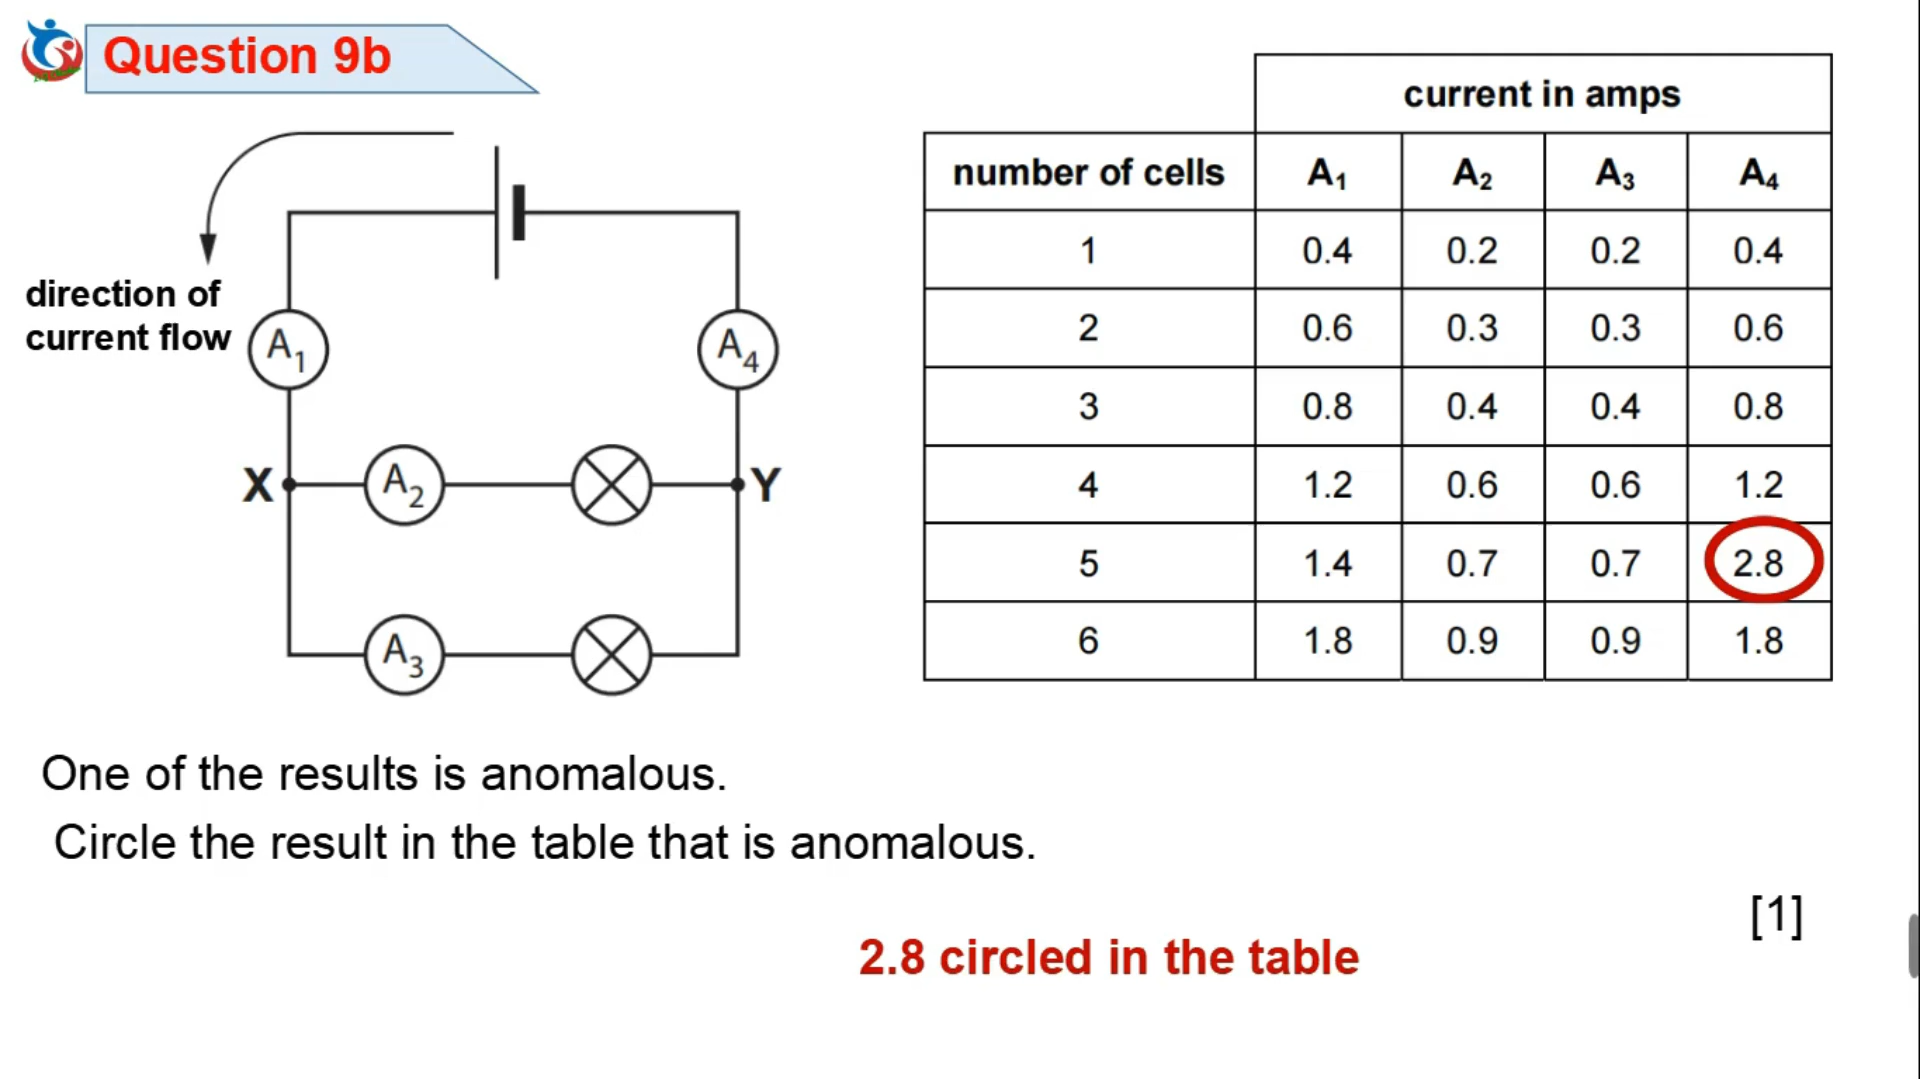 Question 9b
direction of
current flow
A1
A4
X
A2
Y
A3
current in amps
number of cells A1 A2 A3 A4
1 0.4 0.2 0.2 0.4
2 0.6 0.3 0.3 0.6
3 0.8 0.4 0.4 0.8
4 1.2 0.6 0.6 1.2
5 1.4 0.7 0.7 2.8
6 1.8 0.9 0.9 1.8
One of the results is anomalous.
Circle the result in the table that is anomalous.
[1]
2.8 circled in the table